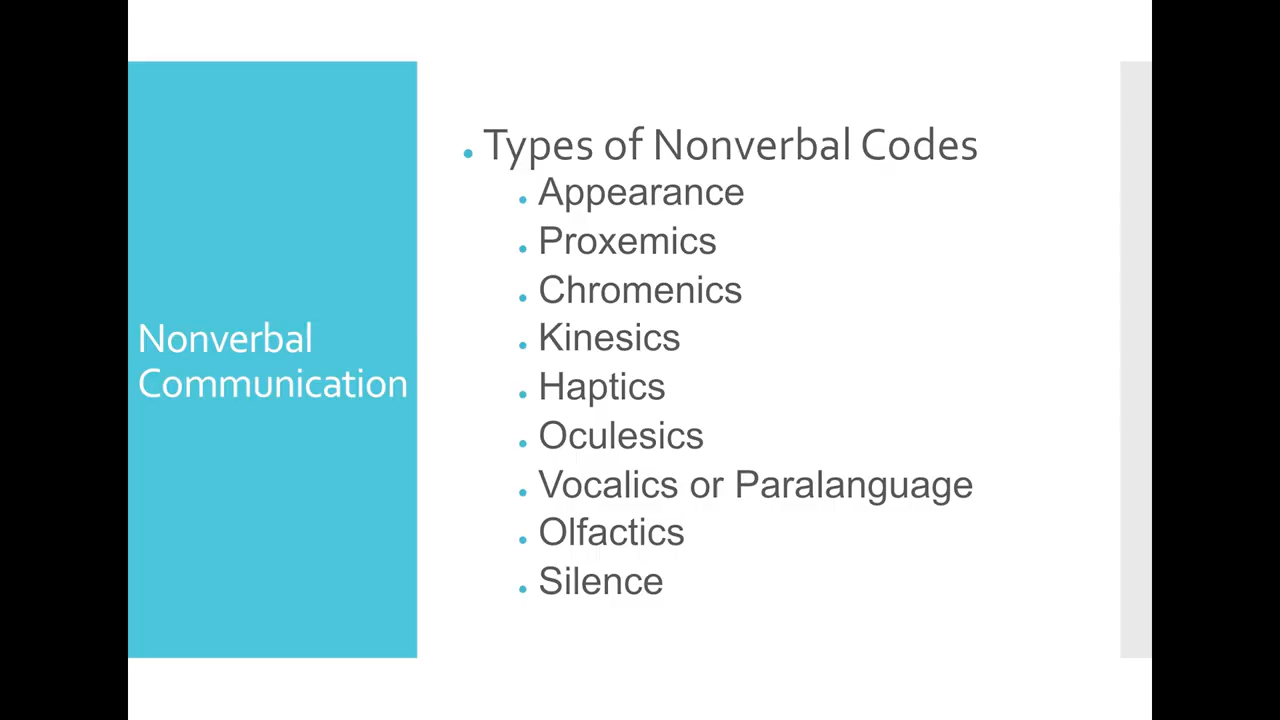 Nonverbal
Communication
Types of Nonverbal Codes
Appearance
Proxemics
Chromenics
Kinesics
Haptics
Oculesics
Vocalics or Paralanguage
Olfactics
Silence